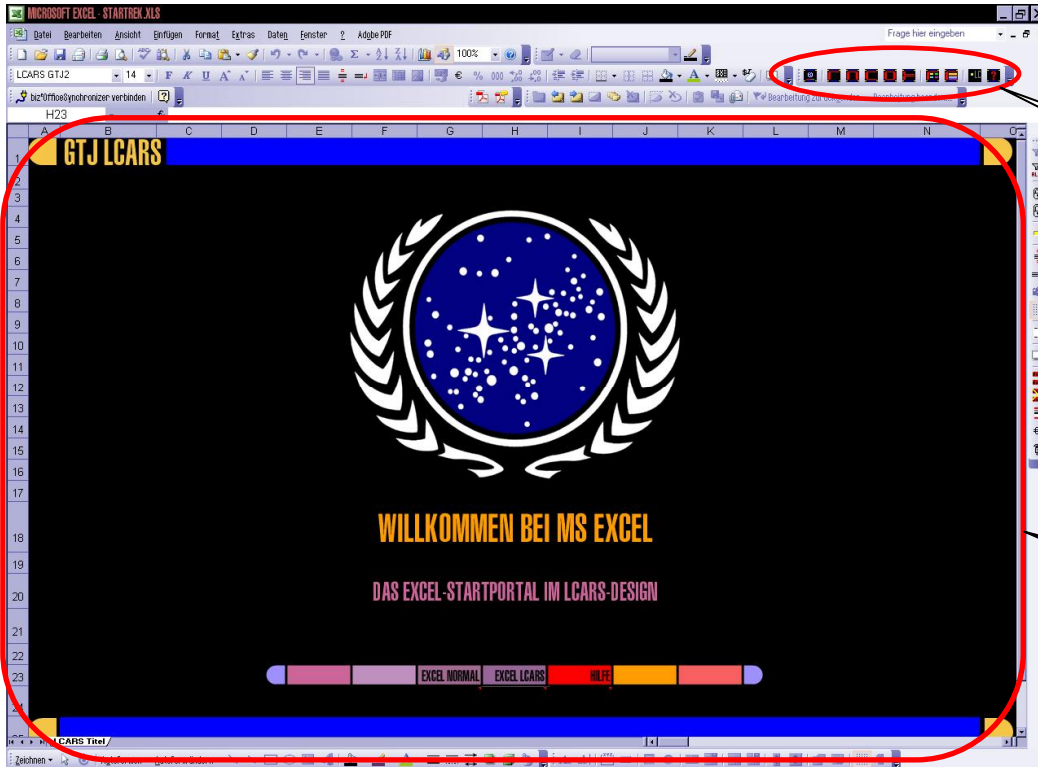 MICROSOFT EXCEL - STARTREK.XLS
Datei Bearbeiten Ansicht Einfügen Format Extras Daten Fenster ? Adobe PDF
Frage hier eingeben
100%
LCARS GTJ2 14 F K U
biz°OfficeSynchronizer verbinden
H23
A B C D E F G H I J K L M N O
1
GTJ LCARS
2
3
4
5
6
7
8
9
10
11
12
13
14
15
16
17
18
WILLKOMMEN BEI MS EXCEL
19
20
DAS EXCEL-STARTPORTAL IM LCARS-DESIGN
21
22
23
EXCEL NORMAL EXCEL LCARS HILFE
24
LCARS Titel
Zeichnen